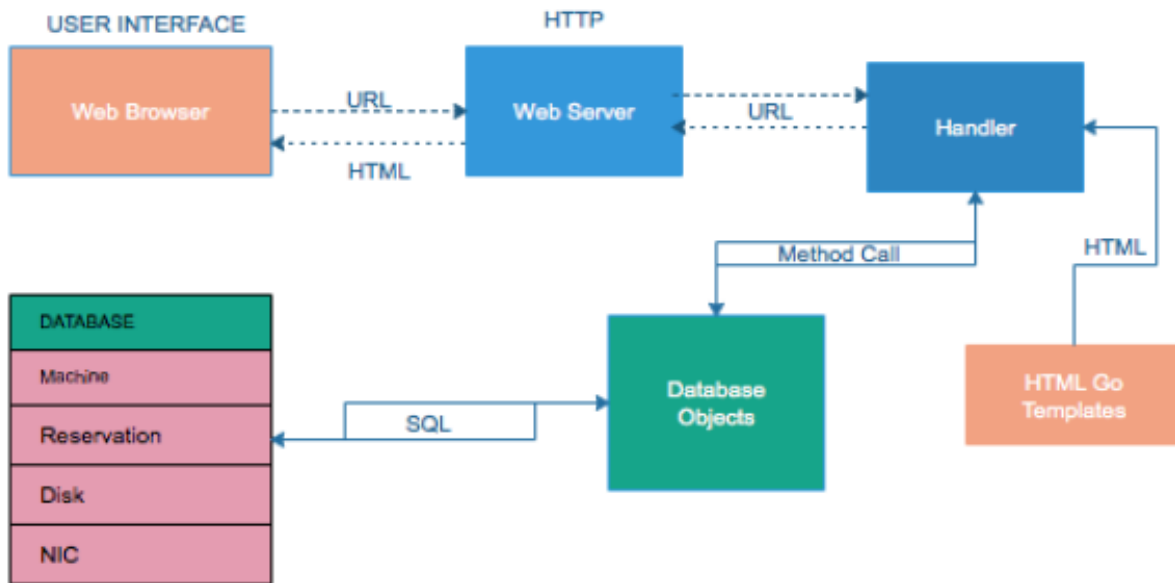 USER INTERFACE
HTTP
Web Browser
URL
HTML
Web Server
URL
Handler
Method Call
HTML
DATABASE
Machine
Reservation
Disk
NIC
SQL
Database
Objects
HTML Go
Templates